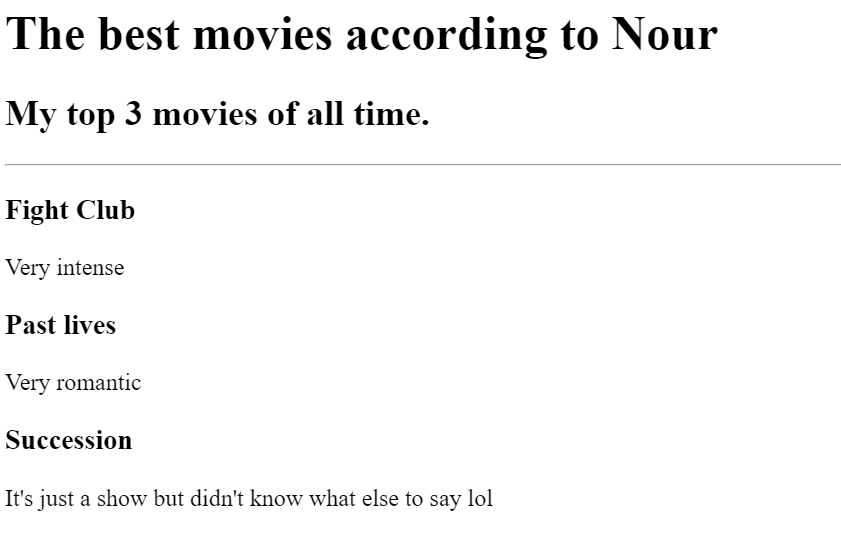 The best movies according to Nour
My top 3 movies of all time.
Fight Club
Very intense
Past lives
Very romantic
Succession
It's just a show but didn't know what else to say lol